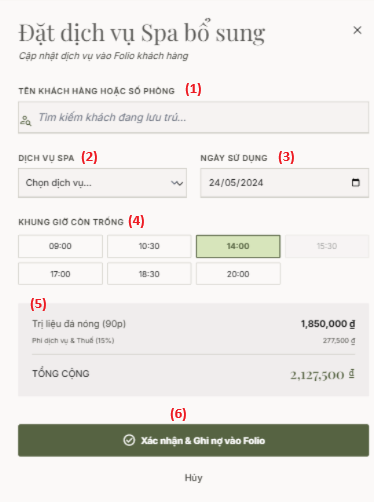 Đặt dịch vụ Spa bổ sung
Cập nhật dịch vụ vào Folio khách hàng
TÊN KHÁCH HÀNG HOẶC SỐ PHÒNG (1)
Tìm kiếm khách đang lưu trú...
DỊCH VỤ SPA (2) NGÀY SỬ DỤNG (3)
Chọn dịch vụ... 24/05/2024
KHUNG GIỜ CÒN TRỐNG (4)
09:00 10:30 14:00 15:30
17:00 18:30 20:00
(5)
Trị liệu đá nóng (90p) 1,850,000 ₫
Phí dịch vụ & Thuế (15%) 277,500 ₫
TỔNG CỘNG 2,127,500 ₫
(6)
Xác nhận & Ghi nợ vào Folio
Hủy